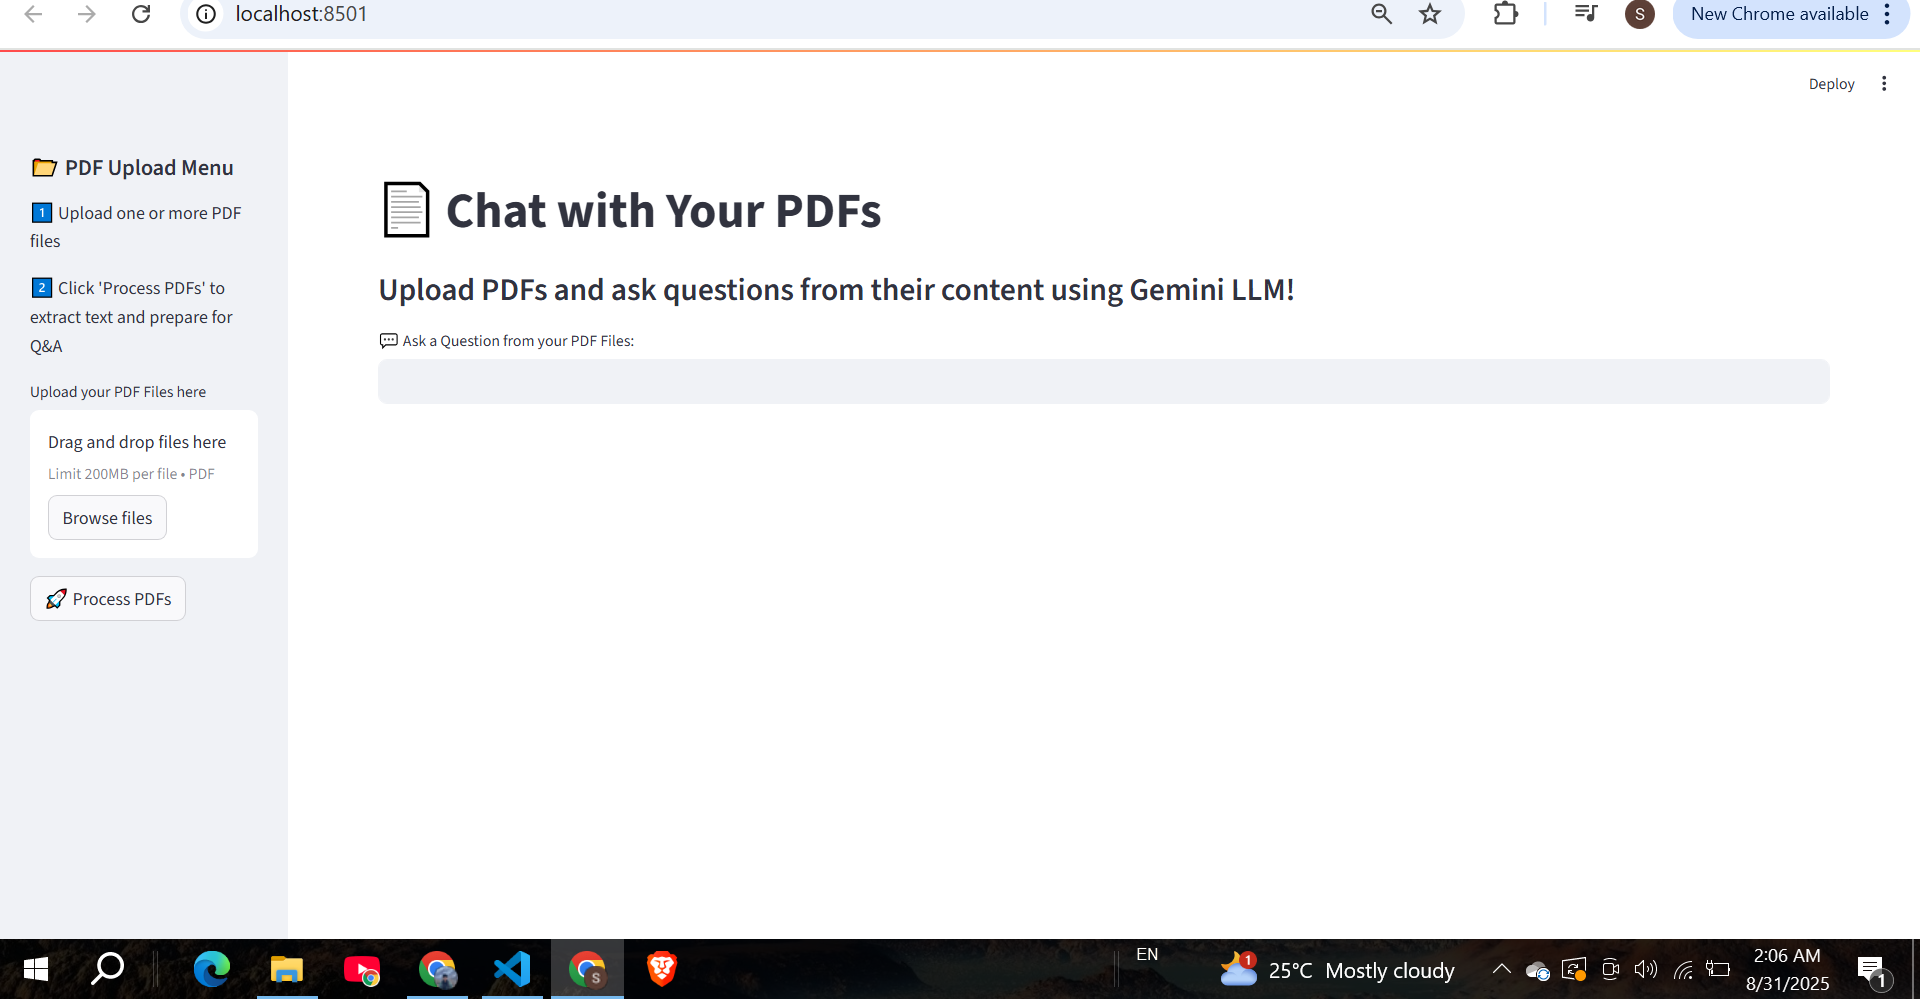 localhost:8501
New Chrome available
S
Deploy
📂 PDF Upload Menu
1️⃣ Upload one or more PDF
files
2️⃣ Click 'Process PDFs' to
extract text and prepare for
Q&A
Upload your PDF Files here
Drag and drop files here
Limit 200MB per file • PDF
Browse files
🚀 Process PDFs
📄 Chat with Your PDFs
Upload PDFs and ask questions from their content using Gemini LLM!
💬 Ask a Question from your PDF Files:
S
EN
1
25°C Mostly cloudy
2:06 AM
8/31/2025
1